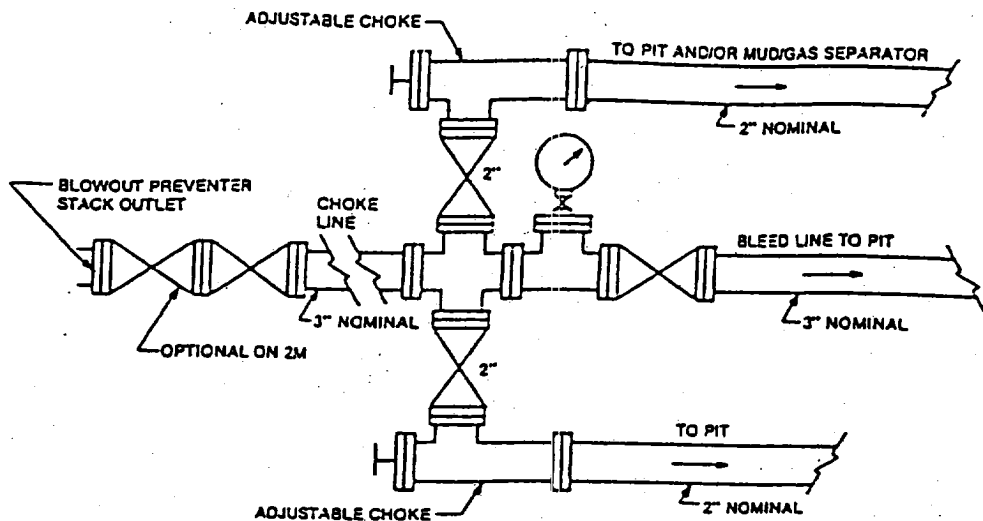 ADJUSTABLE CHOKE
TO PIT AND/OR MUD/GAS SEPARATOR
2" NOMINAL
2"
BLOWOUT PREVENTER
STACK OUTLET
CHOKE
LINE
BLEED LINE TO PIT
3" NOMINAL
3" NOMINAL
OPTIONAL ON 2M
2"
TO PIT
2" NOMINAL
ADJUSTABLE CHOKE